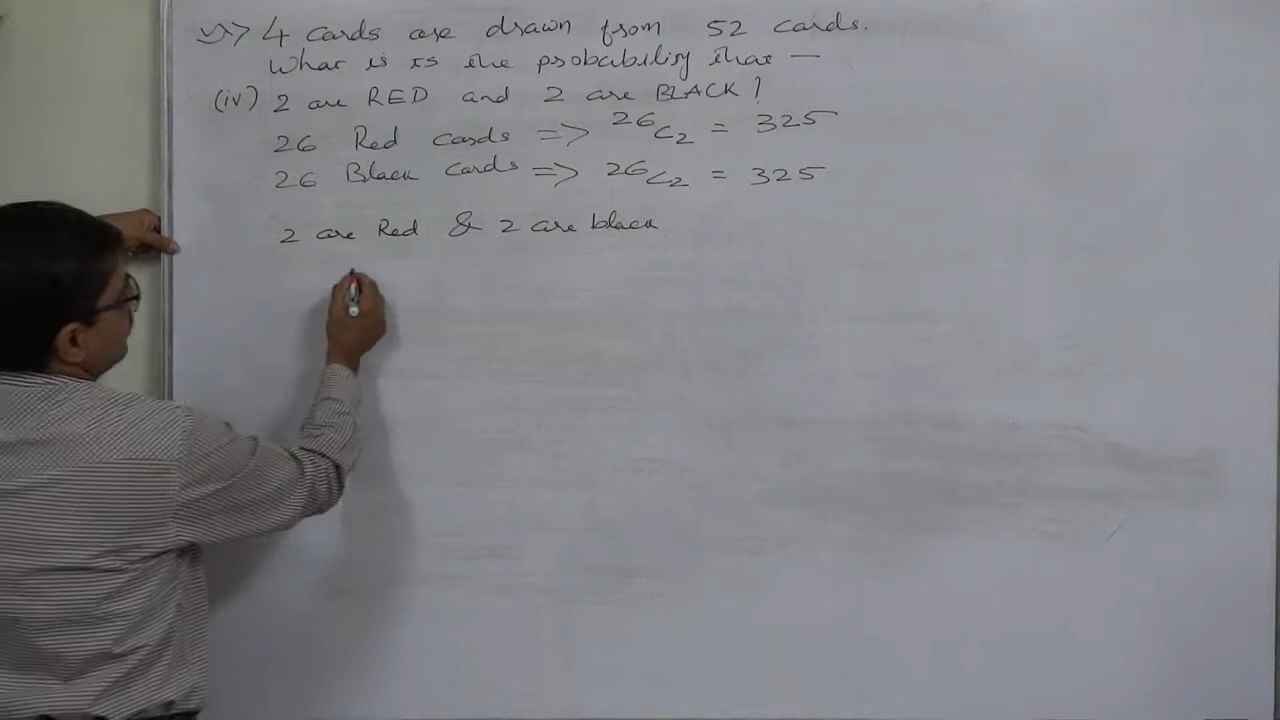 4 cards are drawn from 52 cards.
What is is the probability that —
(iv) 2 are RED and 2 are BLACK?
26 Red cards => ²⁶C₂ = 325
26 Black cards => ²⁶C₂ = 325
2 are Red & 2 are black